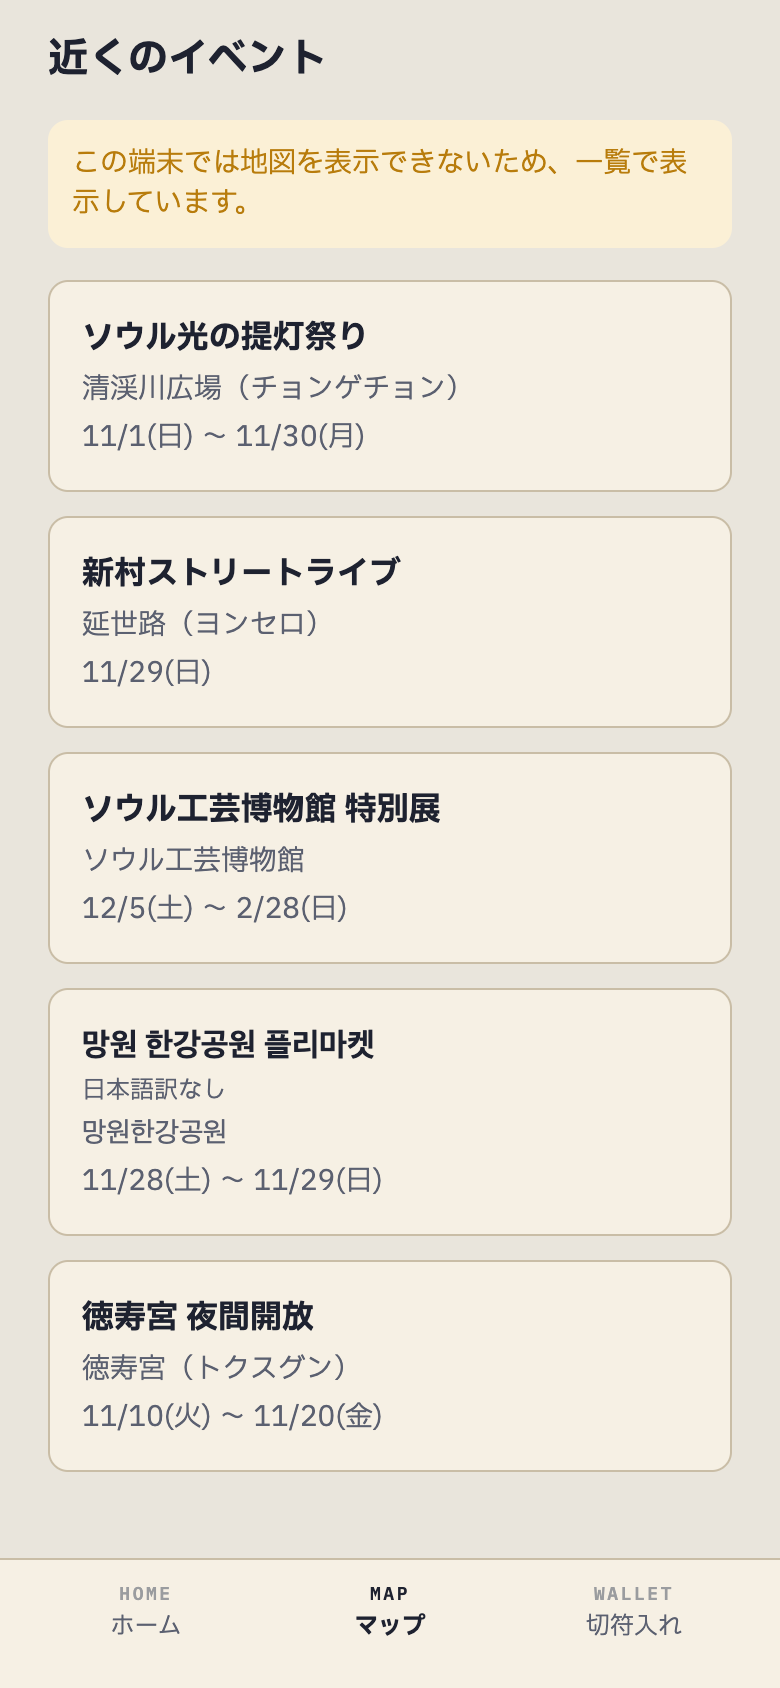 近くのイベント
この端末では地図を表示できないため、一覧で表
示しています。
ソウル光の提灯祭り
清渓川広場（チョンゲチョン）
11/1(日) 〜 11/30(月)
新村ストリートライブ
延世路（ヨンセロ）
11/29(日)
ソウル工芸博物館 特別展
ソウル工芸博物館
12/5(土) 〜 2/28(日)
망원 한강공원 플리마켓
日本語訳なし
망원한강공원
11/28(土) 〜 11/29(日)
徳寿宮 夜間開放
徳寿宮（トクスグン）
11/10(火) 〜 11/20(金)
HOME
ホーム
MAP
マップ
WALLET
切符入れ